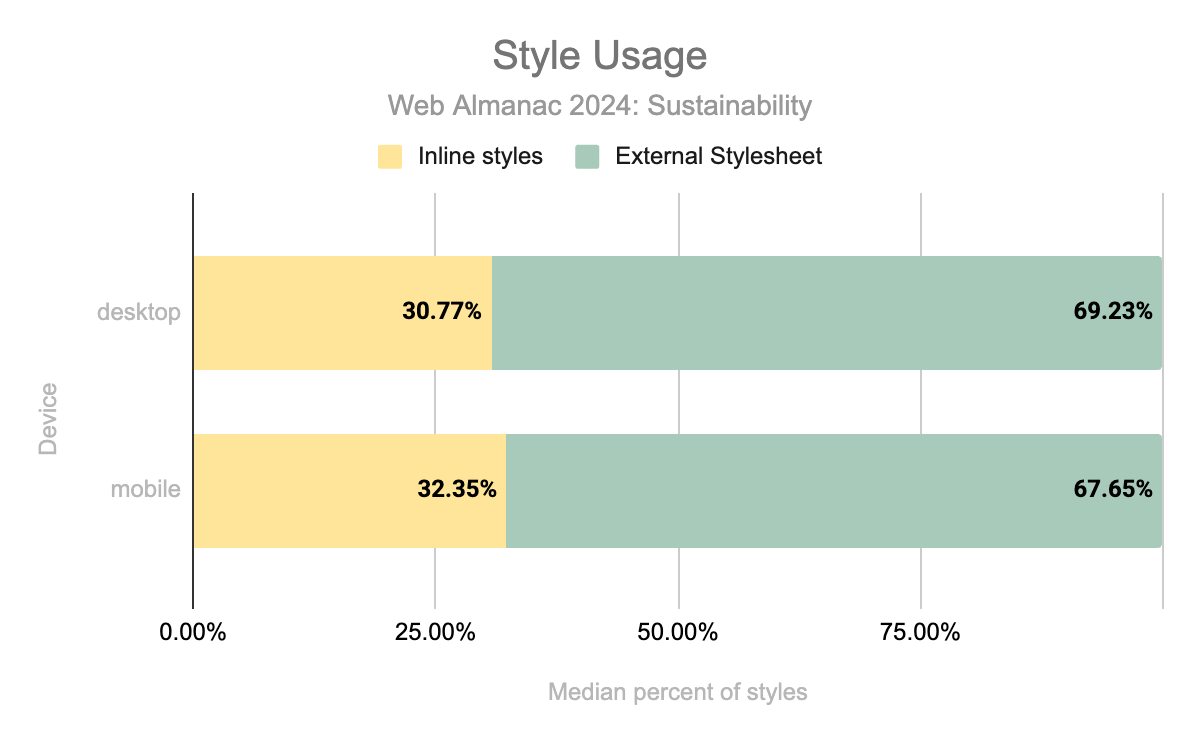 Style Usage
Web Almanac 2024: Sustainability
Inline styles External Stylesheet
desktop 30.77% 69.23%
Device
mobile 32.35% 67.65%
0.00% 25.00% 50.00% 75.00%
Median percent of styles